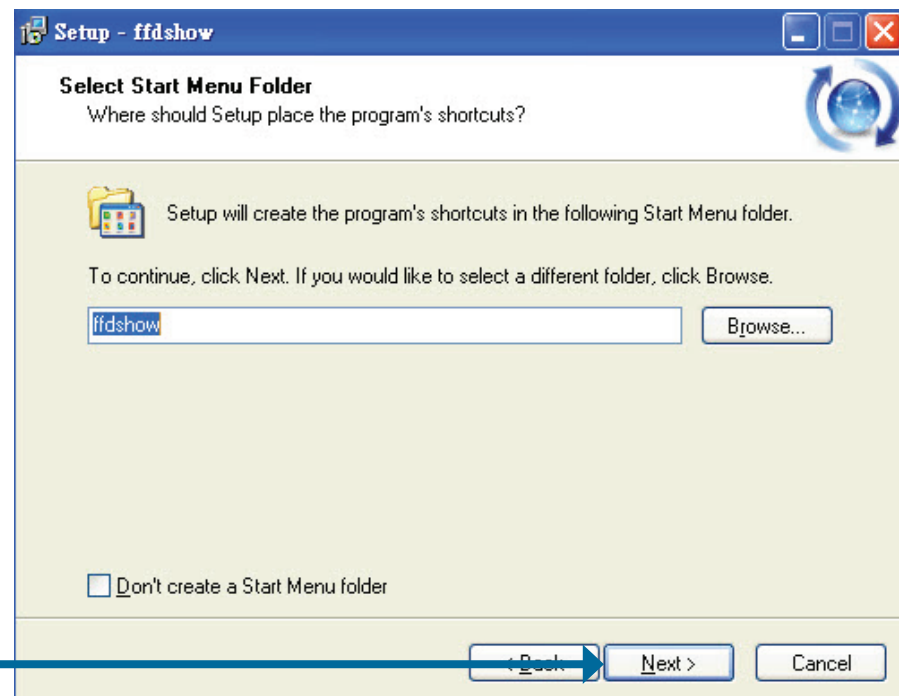 Setup - ffdshow
Select Start Menu Folder
Where should Setup place the program's shortcuts?
Setup will create the program's shortcuts in the following Start Menu folder.
To continue, click Next. If you would like to select a different folder, click Browse.
ffdshow
Browse...
Don't create a Start Menu folder
< Back
Next >
Cancel